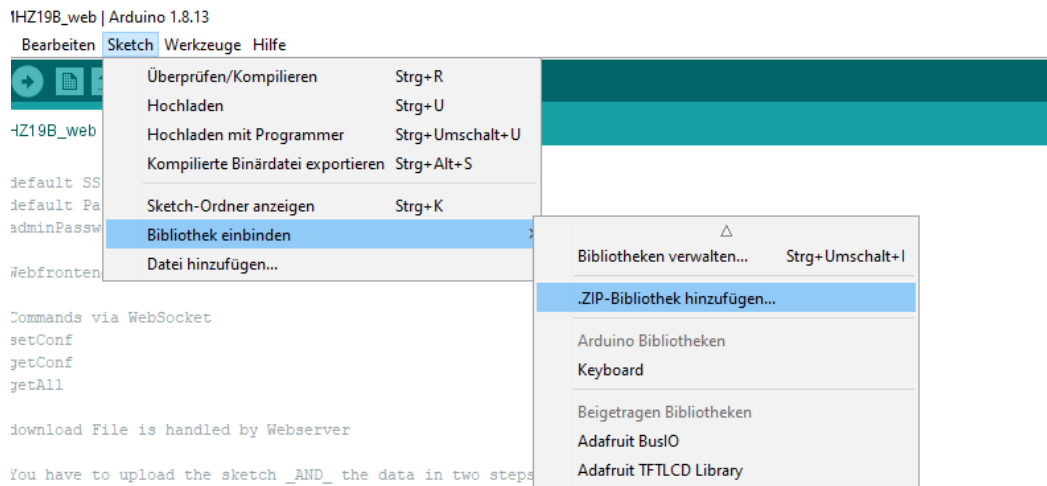 MHZ19B_web | Arduino 1.8.13
Bearbeiten Sketch Werkzeuge Hilfe
Überprüfen/Kompilieren Strg+R
Hochladen Strg+U
HZ19B_web
Hochladen mit Programmer Strg+Umschalt+U
Kompilierte Binärdatei exportieren Strg+Alt+S
default SS
default Pa
Sketch-Ordner anzeigen Strg+K
adminPassw
Bibliothek einbinden
Datei hinzufügen...
Webfronten
Bibliotheken verwalten... Strg+Umschalt+I
.ZIP-Bibliothek hinzufügen...
Commands via WebSocket
setConf
Arduino Bibliotheken
getConf
Keyboard
getAll
Beigetragen Bibliotheken
download File is handled by Webserver
Adafruit BusIO
Adafruit TFTLCD Library
You have to upload the sketch _AND_ the data in two steps